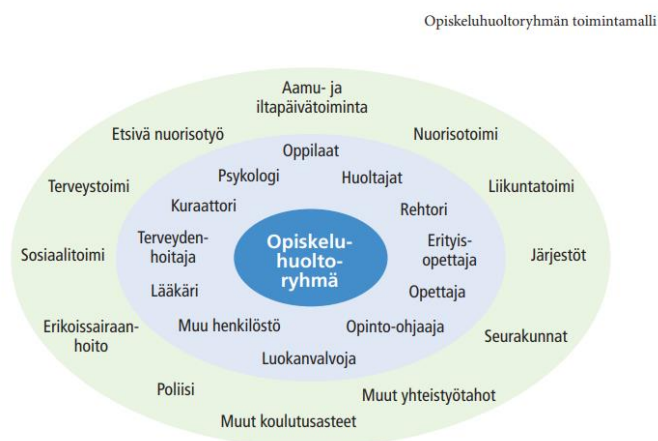 Opiskeluhuoltoryhmän toimintamalli
Aamu- ja
iltapäivätoiminta
Etsivä nuorisotyö
Nuorisotoimi
Oppilaat
Psykologi
Huoltajat
Terveystoimi
Liikuntatoimi
Kuraattori
Rehtori
Opiskelu-
huolto-
ryhmä
Terveyden-
hoitaja
Erityis-
opettaja
Sosiaalitoimi
Järjestöt
Lääkäri
Opettaja
Erikoissairaan-
hoito
Muu henkilöstö
Opinto-ohjaaja
Seurakunnat
Luokanvalvoja
Poliisi
Muut yhteistyötahot
Muut koulutusasteet